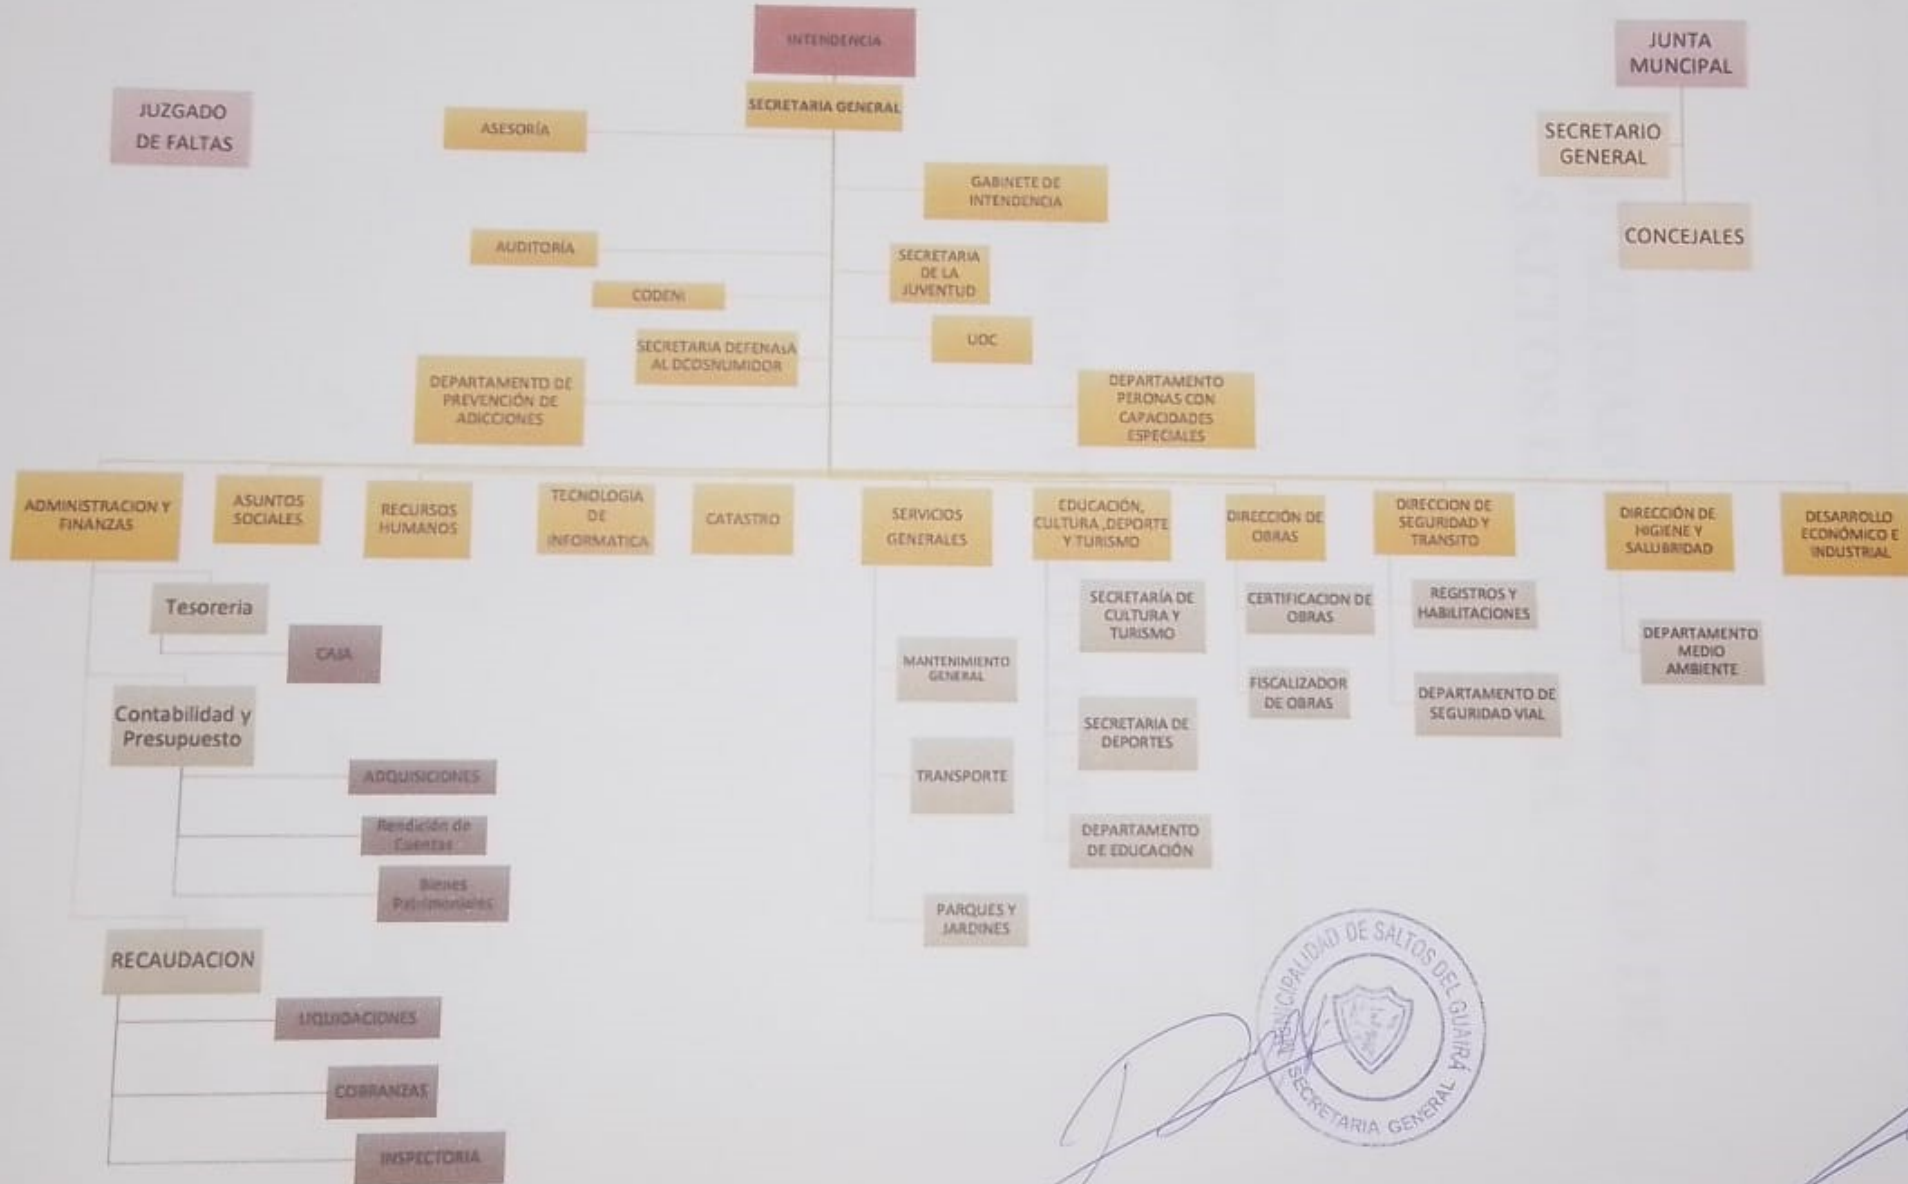 INTENDENCIA
JUNTA
MUNCIPAL
JUZGADO
DE FALTAS
SECRETARIA GENERAL
ASESORÍA
SECRETARIO
GENERAL
GABINETE DE
INTENDENCIA
CONCEJALES
AUDITORÍA
SECRETARIA
DE LA
JUVENTUD
CODENI
UDC
SECRETARIA DEFENASA
AL DCOSNUMIDOR
DEPARTAMENTO DE
PREVENCIÓN DE
ADICCIONES
DEPARTAMENTO
PERONAS CON
CAPACIDADES
ESPECIALES
ADMINISTRACION Y
FINANZAS
ASUNTOS
SOCIALES
RECURSOS
HUMANOS
TECNOLOGIA
DE
INFORMATICA
CATASTRO
SERVICIOS
GENERALES
EDUCACIÓN,
CULTURA ,DEPORTE
Y TURISMO
DIRECCIÓN DE
OBRAS
DIRECCION DE
SEGURIDAD Y
TRANSITO
DIRECCIÓN DE
HIGIENE Y
SALUBRIDAD
DESARROLLO
ECONÓMICO E
INDUSTRIAL
Tesoreria
CAJA
Contabilidad y
Presupuesto
ADQUISICIONES
Rendición de
Cuentas
Bienes
Patrimoniales
RECAUDACION
LIQUIDACIONES
COBRANZAS
INSPECTORIA
MANTENIMIENTO
GENERAL
TRANSPORTE
PARQUES Y
JARDINES
SECRETARÍA DE
CULTURA Y
TURISMO
SECRETARIA DE
DEPORTES
DEPARTAMENTO
DE EDUCACIÓN
CERTIFICACION DE
OBRAS
FISCALIZADOR
DE OBRAS
REGISTROS Y
HABILITACIONES
DEPARTAMENTO DE
SEGURIDAD VIAL
DEPARTAMENTO
MEDIO
AMBIENTE
MUNICIPALIDAD DE SALTOS DEL GUAIRÁ
SECRETARIA GENERAL